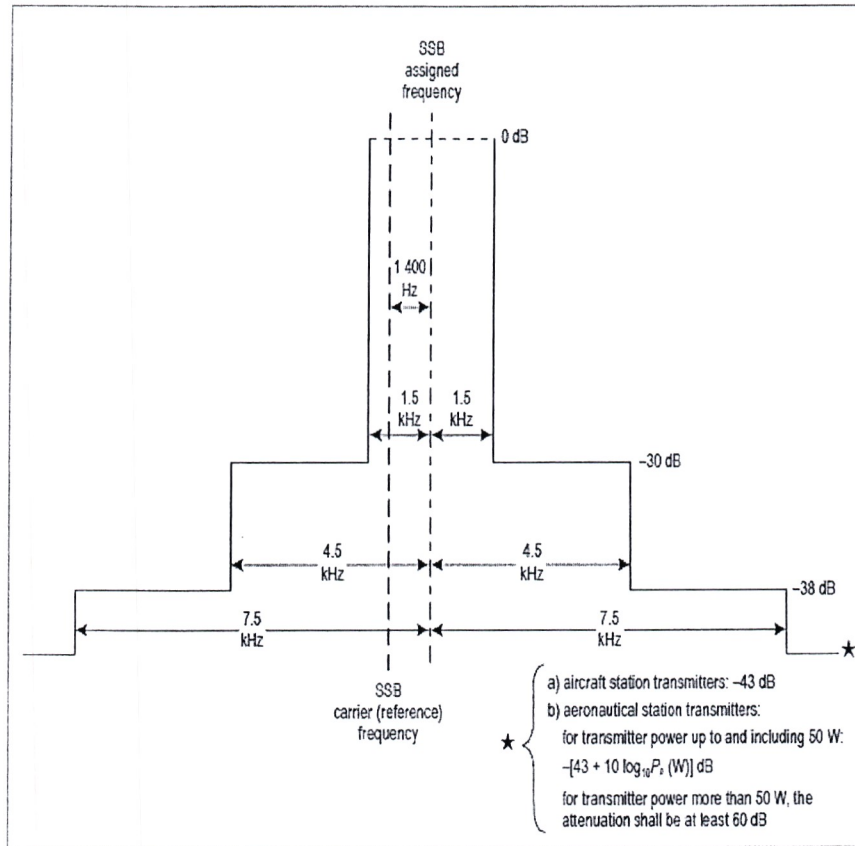 SSB
assigned
frequency
0 dB
1 400
Hz
1.5
kHz
1.5
kHz
–30 dB
4.5
kHz
4.5
kHz
–38 dB
7.5
kHz
7.5
kHz
★
SSB
carrier (reference)
frequency
★
a) aircraft station transmitters: –43 dB
b) aeronautical station transmitters:
for transmitter power up to and including 50 W:
–[43 + 10 log₁₀Pₚ (W)] dB
for transmitter power more than 50 W, the
attenuation shall be at least 60 dB